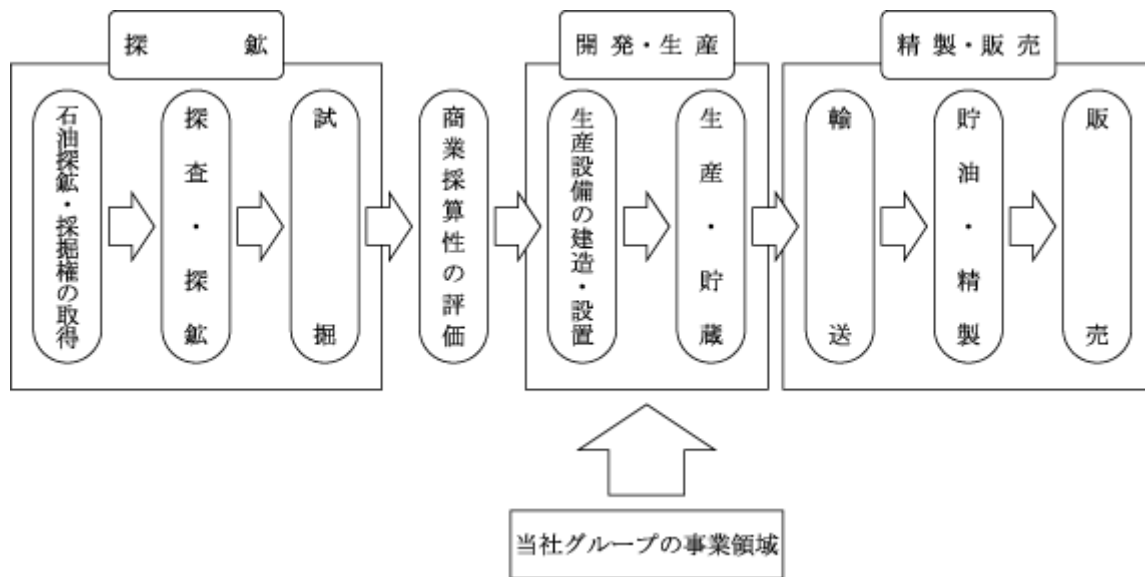 探鉱
開発・生産
精製・販売
石油探鉱・採掘権の取得
探査・探鉱
試掘
商業採算性の評価
生産設備の建造・設置
生産・貯蔵
輸送
貯油・精製
販売
当社グループの事業領域